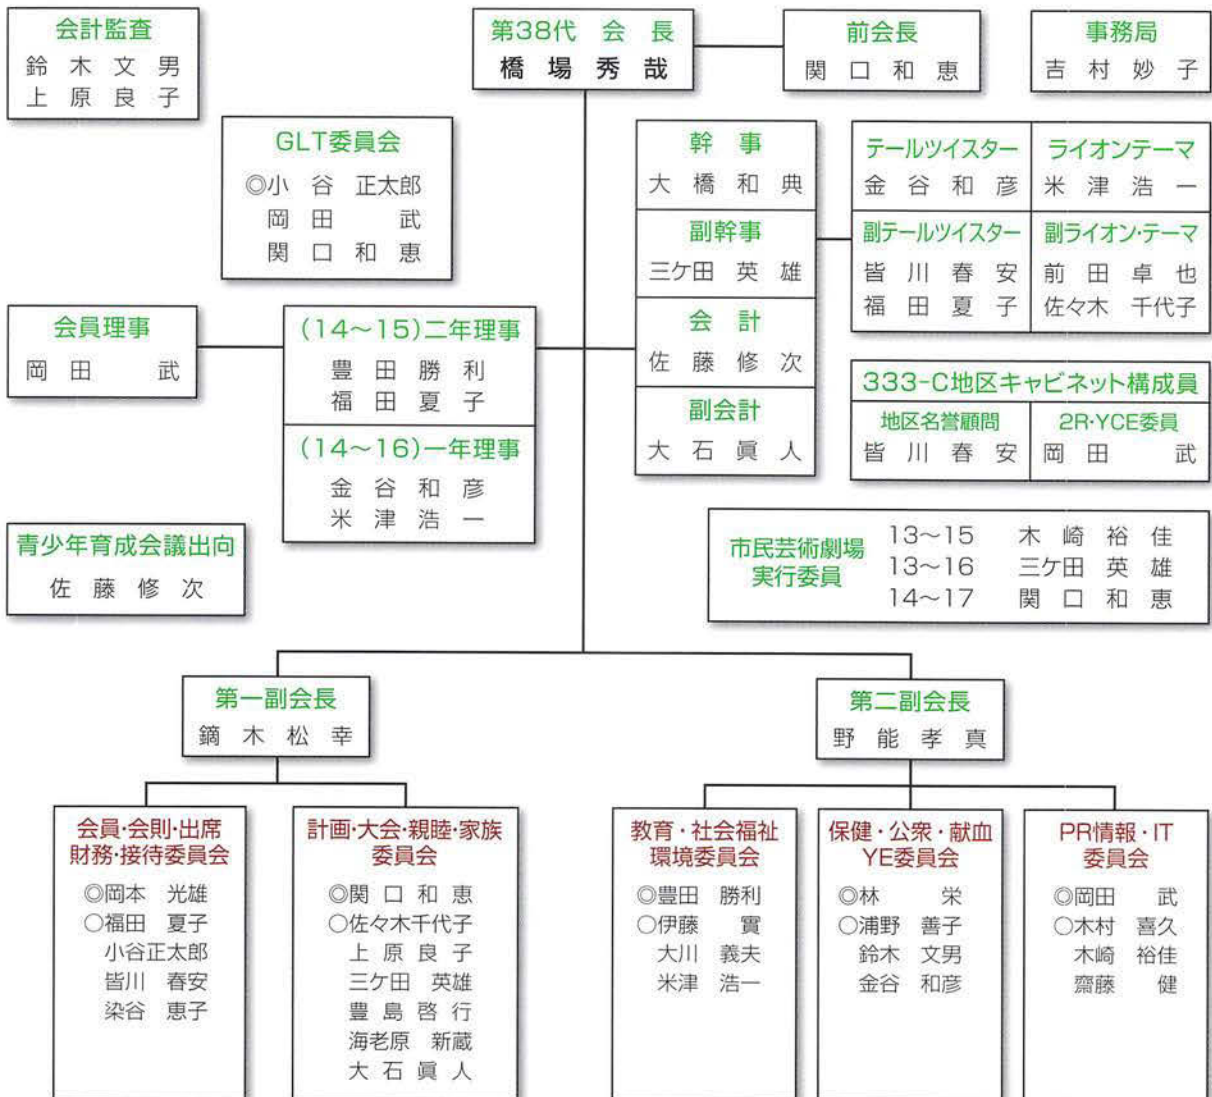 会計監査
鈴木文男
上原良子
第38代 会長
橋場秀哉
前会長
関口和恵
事務局
吉村妙子
GLT委員会
◎小谷 正太郎
岡田 武
関口和恵
幹事
大橋和典
副幹事
三ケ田 英雄
会計
佐藤修次
副会計
大石眞人
テールツイスター
金谷和彦
ライオンテーマ
米津浩一
副テールツイスター
皆川春安
福田夏子
副ライオン・テーマ
前田卓也
佐々木 千代子
会員理事
岡田 武
(14〜15)二年理事
豊田勝利
福田夏子
(14〜16)一年理事
金谷和彦
米津浩一
333-C地区キャビネット構成員
地区名誉顧問
皆川春安
2R・YCE委員
岡田 武
青少年育成会議出向
佐藤修次
市民芸術劇場
実行委員
13〜15 木崎裕佳
13〜16 三ケ田 英雄
14〜17 関口和恵
第一副会長
鏑木松幸
第二副会長
野能孝真
会員・会則・出席
財務・接待委員会
◎岡本 光雄
○福田 夏子
小谷正太郎
皆川 春安
染谷 恵子
計画・大会・親睦・家族
委員会
◎関口和恵
○佐々木千代子
上原良子
三ケ田 英雄
豊島啓行
海老原 新蔵
大石眞人
教育・社会福祉
環境委員会
◎豊田 勝利
○伊藤 實
大川 義夫
米津 浩一
保健・公衆・献血
YE委員会
◎林 栄
○浦野 善子
鈴木 文男
金谷 和彦
PR情報・IT
委員会
◎岡田 武
○木村 喜久
木崎 裕佳
齋藤 健